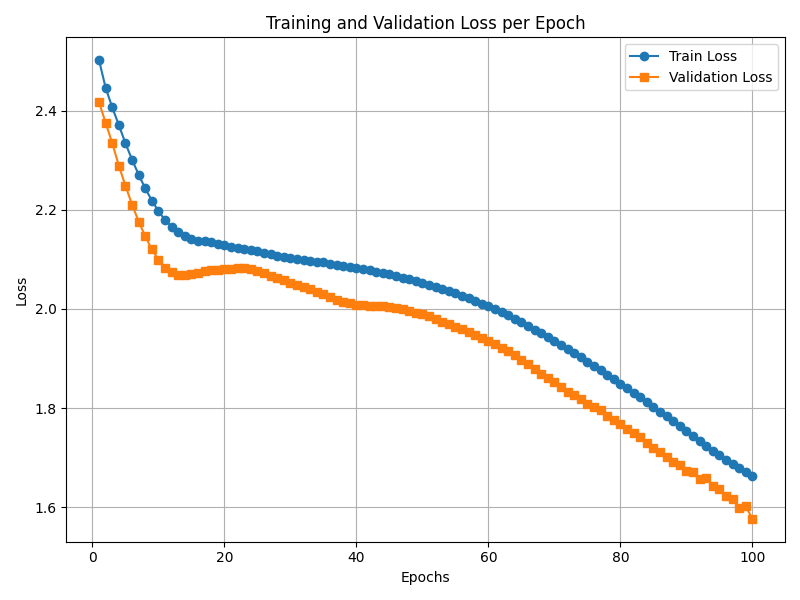 Training and Validation Loss per Epoch
Train Loss
Validation Loss
Loss
2.4
2.2
2.0
1.8
1.6
0 20 40 60 80 100
Epochs